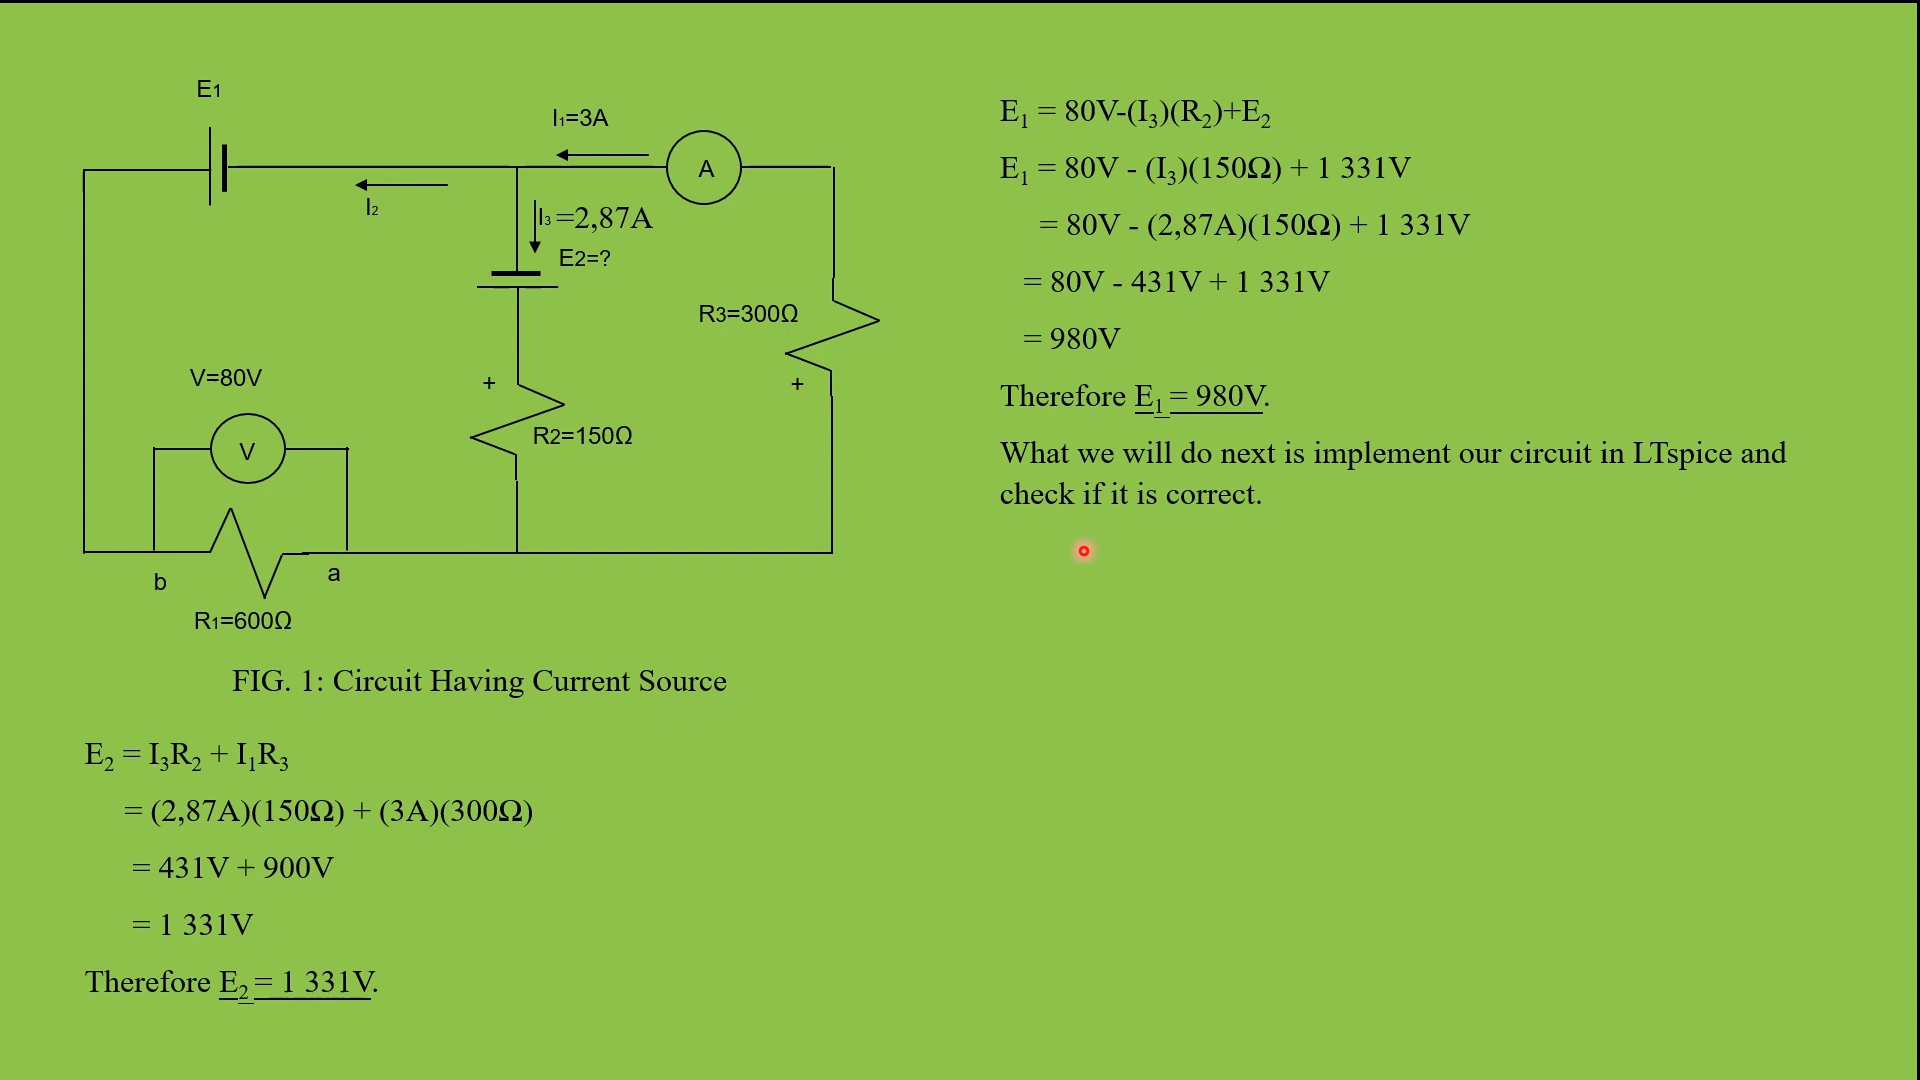 E₁
I₁=3A
A
I₂
I₃ =2,87A
E2=?
R3=300Ω
+
V=80V
+
V
R2=150Ω
b
a
R1=600Ω
FIG. 1: Circuit Having Current Source
E₂ = I₃R₂ + I₁R₃
= (2,87A)(150Ω) + (3A)(300Ω)
= 431V + 900V
= 1 331V
Therefore E₂ = 1 331V.
E₁ = 80V-(I₃)(R₂)+E₂
E₁ = 80V - (I₃)(150Ω) + 1 331V
= 80V - (2,87A)(150Ω) + 1 331V
= 80V - 431V + 1 331V
= 980V
Therefore E₁ = 980V.
What we will do next is implement our circuit in LTspice and
check if it is correct.